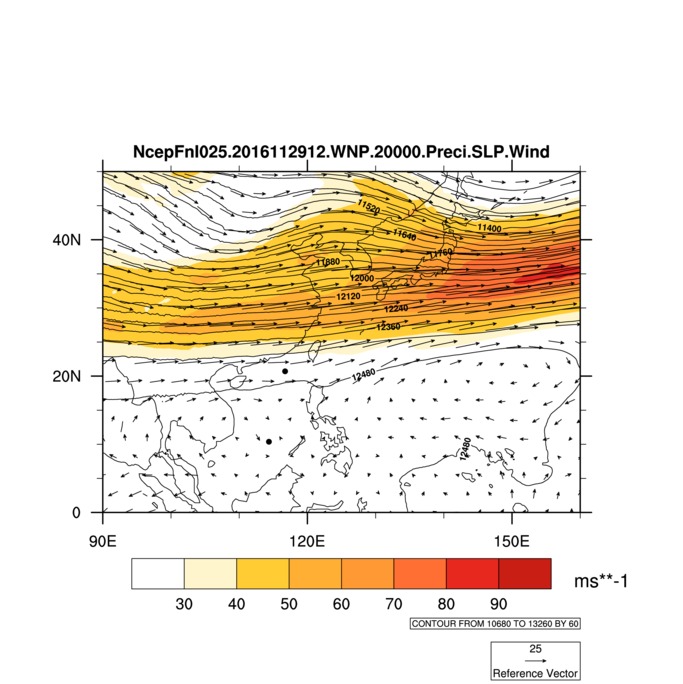 NcepFnl025.2016112912.WNP.20000.Preci.SLP.Wind
11520
11640
11400
40N
11760
11880
12000
12120
12240
12360
20N
12480
12480
0
90E 120E 150E
ms**-1
30 40 50 60 70 80 90
CONTOUR FROM 10680 TO 13260 BY 60
25
Reference Vector